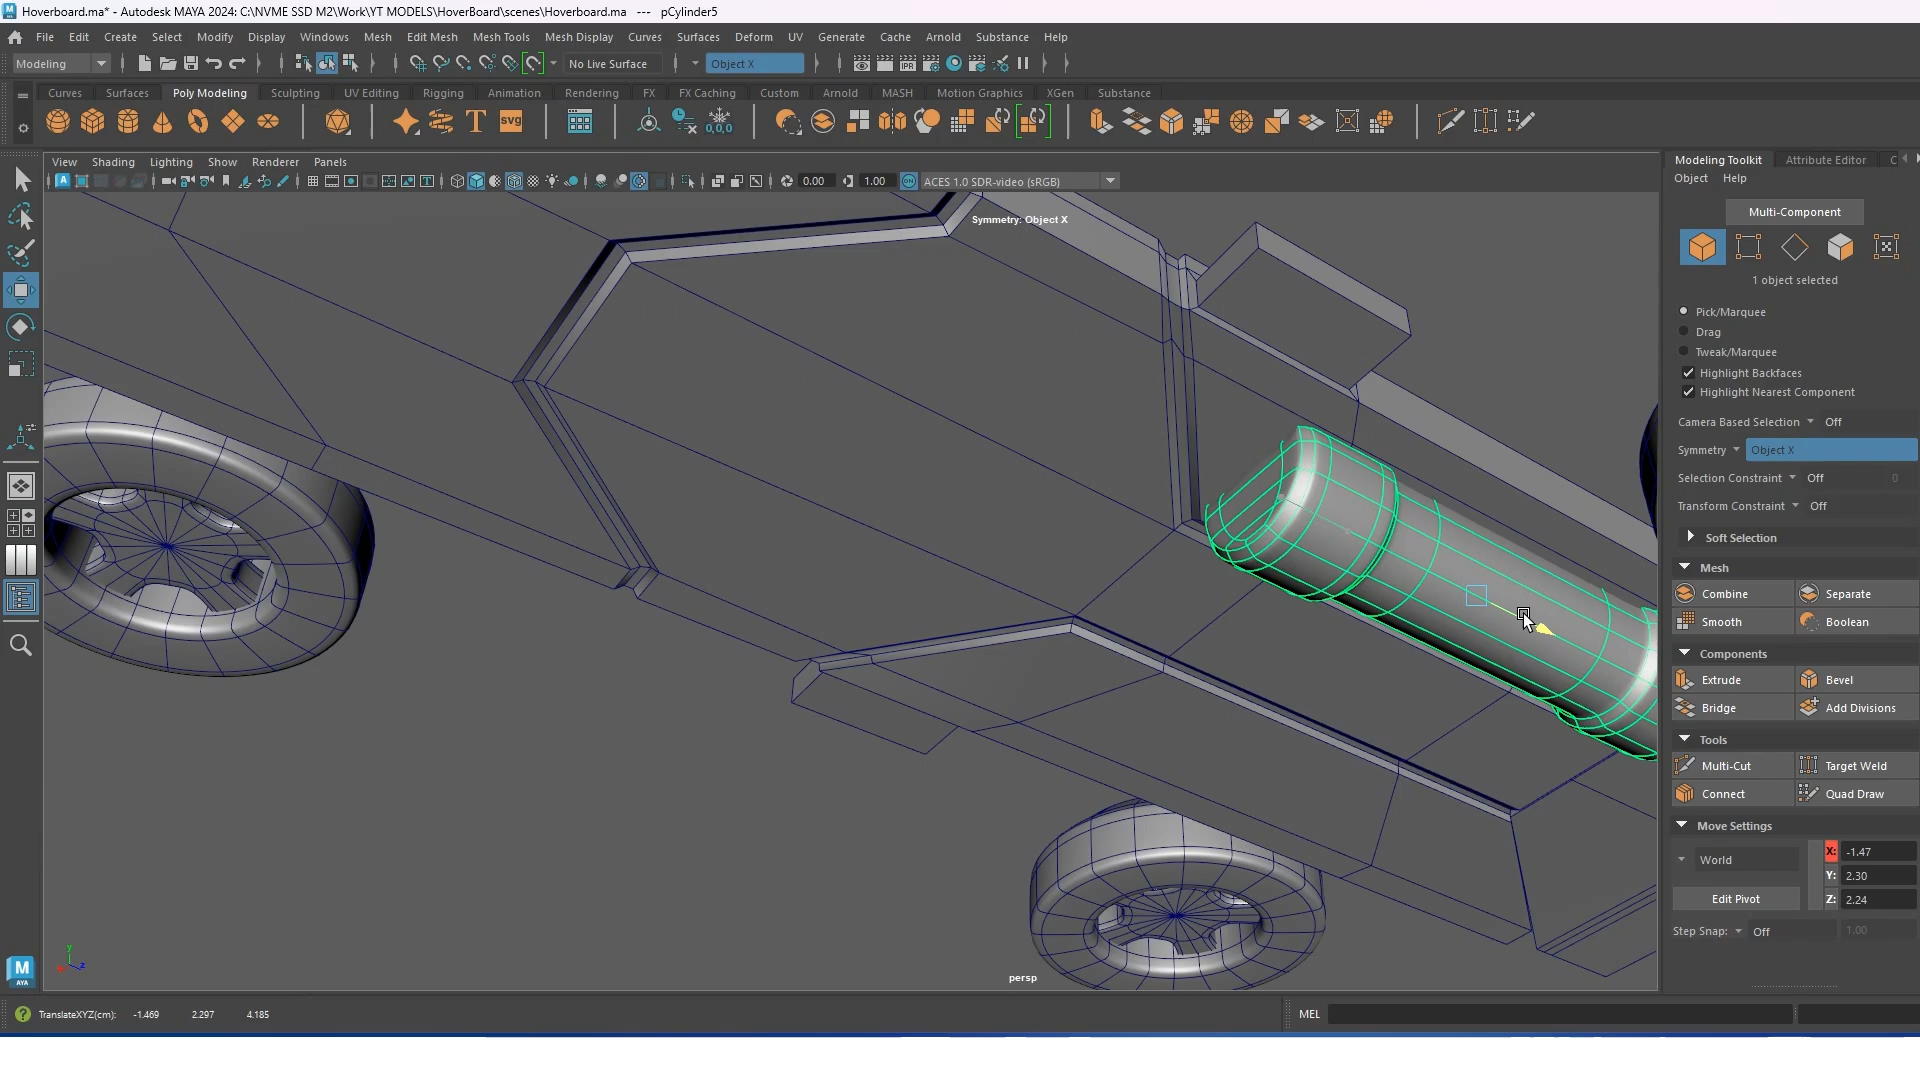 Hoverboard.ma* - Autodesk MAYA 2024: C:\NVME SSD M2\Work\YT MODELS\HoverBoard\scenes\Hoverboard.ma --- pCylinder5
File Edit Create Select Modify Display Windows Mesh Edit Mesh Mesh Tools Mesh Display Curves Surfaces Deform UV Generate Cache Arnold Substance Help
Modeling No Live Surface Object X
Curves Surfaces Poly Modeling Sculpting UV Editing Rigging Animation Rendering FX FX Caching Custom Arnold MASH Motion Graphics XGen Substance
View Shading Lighting Show Renderer Panels
0.00 1.00 ACES 1.0 SDR-video (sRGB)
Symmetry: Object X
persp
Modeling Toolkit Attribute Editor C
Object Help
Multi-Component
1 object selected
Pick/Marquee
Drag
Tweak/Marquee
Highlight Backfaces
Highlight Nearest Component
Camera Based Selection Off
Symmetry Object X
Selection Constraint Off 0
Transform Constraint Off
Soft Selection
Mesh
Combine Separate
Smooth Boolean
Components
Extrude Bevel
Bridge Add Divisions
Tools
Multi-Cut Target Weld
Connect Quad Draw
Move Settings
World X: -1.47
Y: 2.30
Edit Pivot Z: 2.24
Step Snap: Off 1.00
TranslateXYZ(cm): -1.469 2.297 4.185 MEL